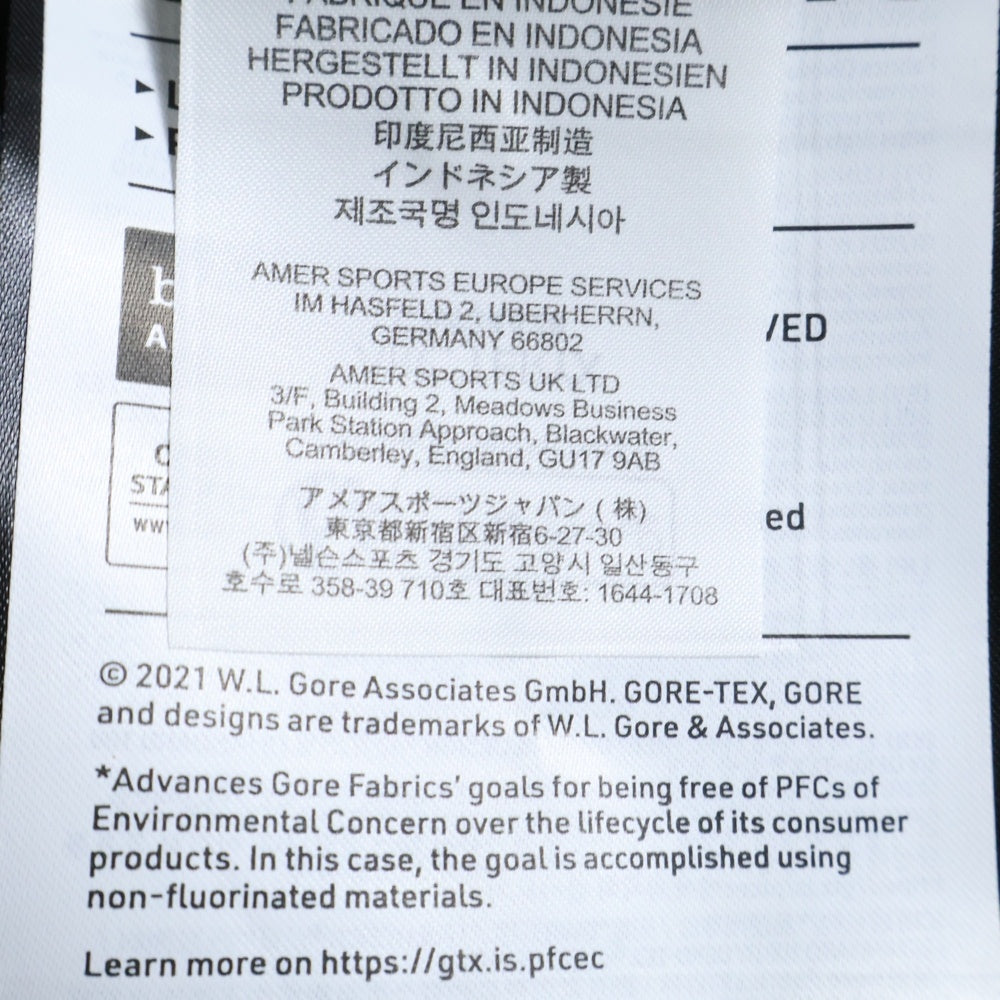 FABRIQUÉ EN INDONÉSIE
FABRICADO EN INDONESIA
HERGESTELLT IN INDONESIEN
PRODOTTO IN INDONESIA
印度尼西亚制造
インドネシア製
제조국명 인도네시아
AMER SPORTS EUROPE SERVICES
IM HASFELD 2, UBERHERRN,
GERMANY 66802
AMER SPORTS UK LTD
3/F, Building 2, Meadows Business
Park Station Approach, Blackwater,
Camberley, England, GU17 9AB
アメアスポーツジャパン ( 株)
東京都新宿区新宿6-27-30
(주)넬슨스포츠 경기도 고양시 일산동구
호수로 358-39 710호 대표번호: 1644-1708
VED
ed
© 2021 W.L. Gore Associates GmbH. GORE-TEX, GORE
and designs are trademarks of W.L. Gore & Associates.
*Advances Gore Fabrics' goals for being free of PFCs of
Environmental Concern over the lifecycle of its consumer
products. In this case, the goal is accomplished using
non-fluorinated materials.
Learn more on https://gtx.is.pfcec